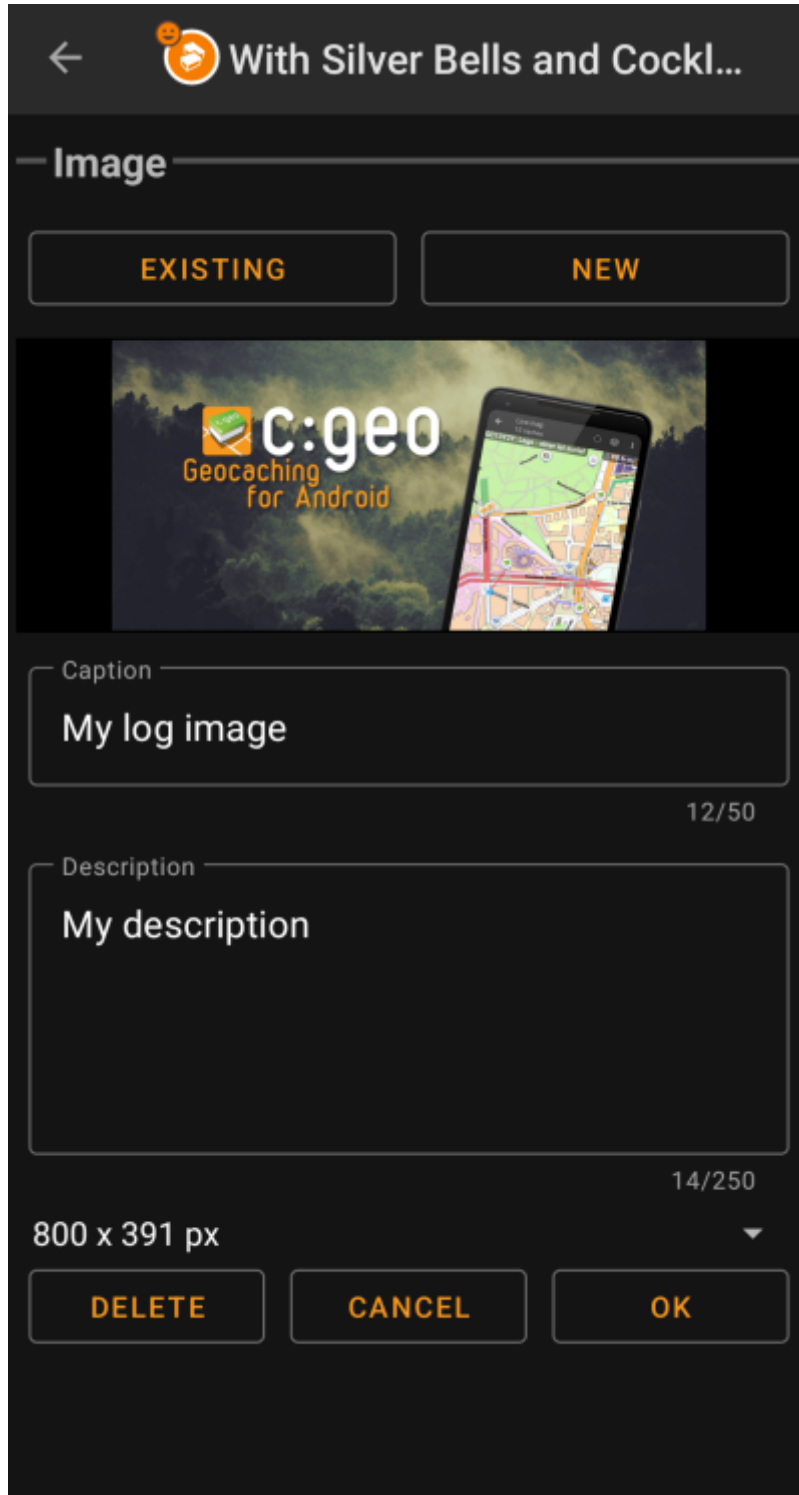 With Silver Bells and Cockl...
Image
EXISTING
NEW
c:geo
Geocaching
for Android
Caption
My log image
12/50
Description
My description
14/250
800 x 391 px
DELETE
CANCEL
OK